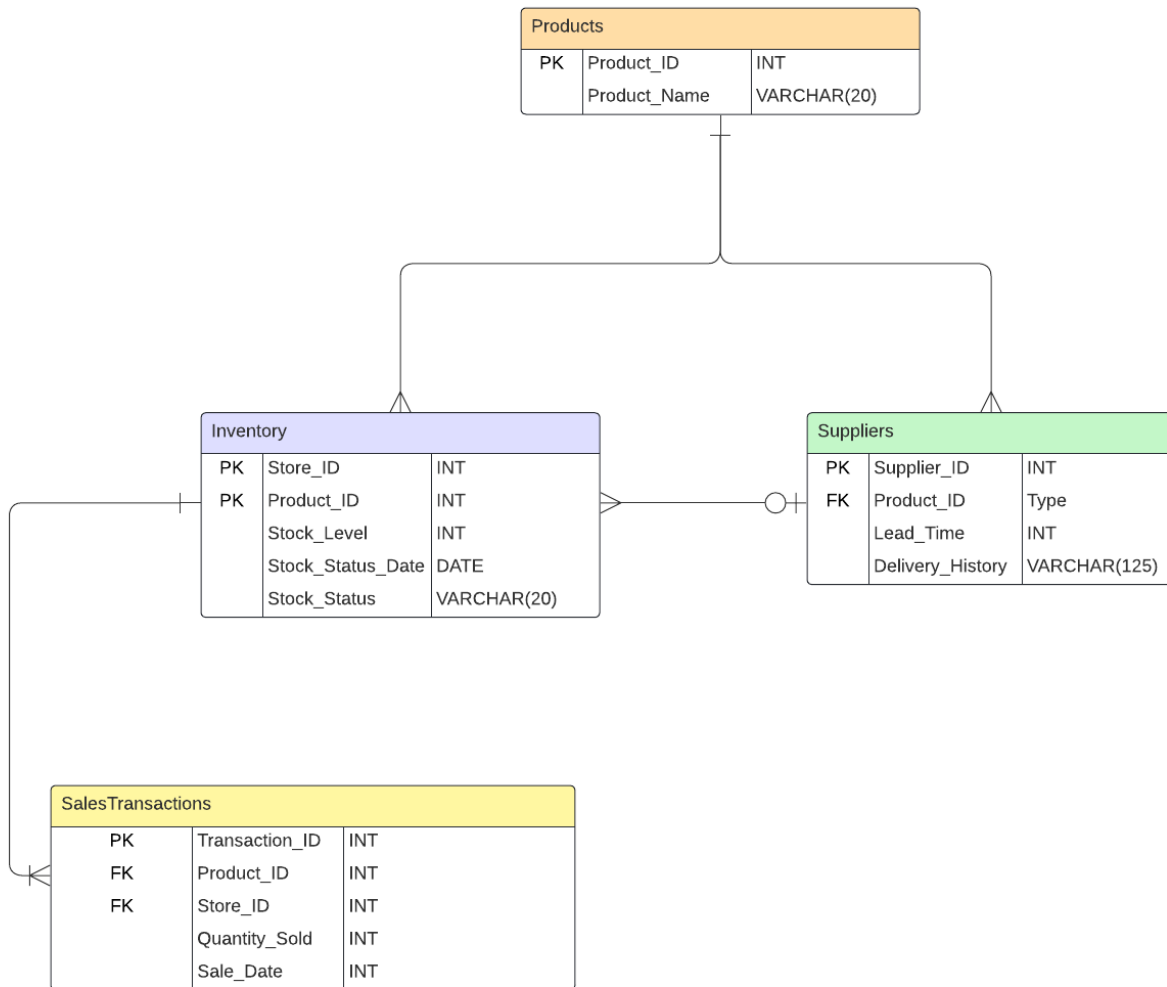 Products
PK Product_ID INT
Product_Name VARCHAR(20)
Inventory
PK Store_ID INT
PK Product_ID INT
Stock_Level INT
Stock_Status_Date DATE
Stock_Status VARCHAR(20)
Suppliers
PK Supplier_ID INT
FK Product_ID Type
Lead_Time INT
Delivery_History VARCHAR(125)
SalesTransactions
PK Transaction_ID INT
FK Product_ID INT
FK Store_ID INT
Quantity_Sold INT
Sale_Date INT